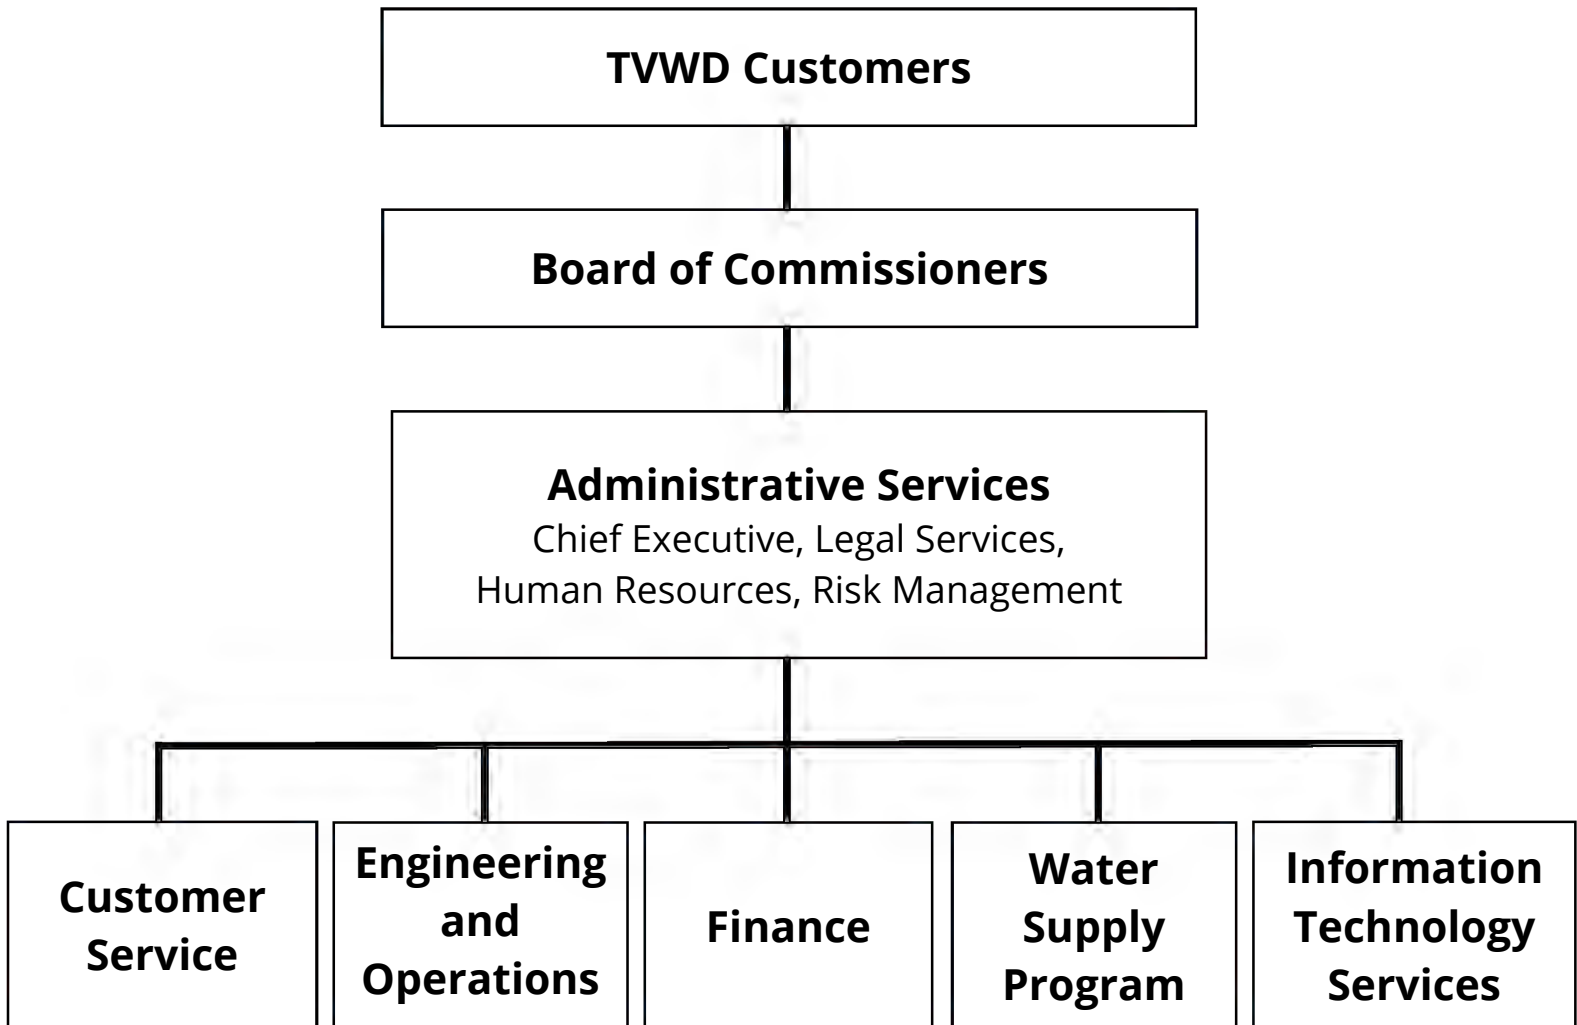 TVWD Customers
Board of Commissioners
Administrative Services
Chief Executive, Legal Services,
Human Resources, Risk Management
Customer
Service
Engineering
and
Operations
Finance
Water
Supply
Program
Information
Technology
Services